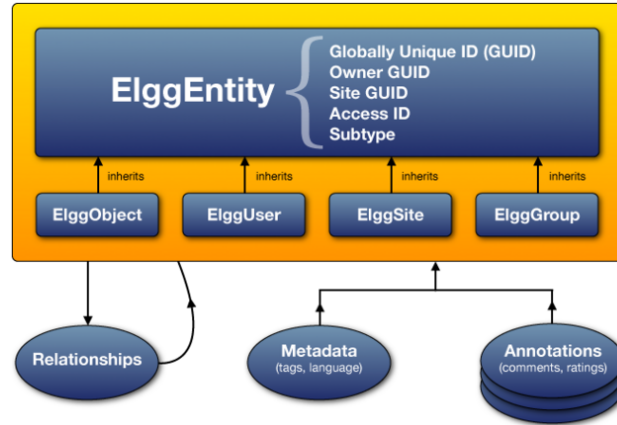 ElggEntity
Globally Unique ID (GUID)
Owner GUID
Site GUID
Access ID
Subtype
inherits
inherits
inherits
inherits
ElggObject
ElggUser
ElggSite
ElggGroup
Relationships
Metadata
(tags, language)
Annotations
(comments, ratings)